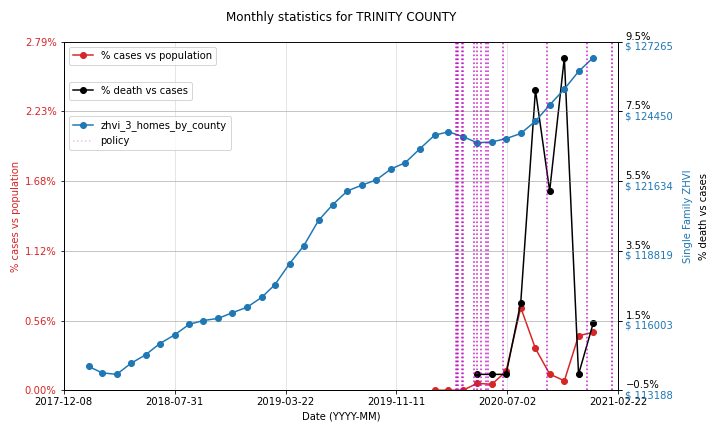 Monthly statistics for TRINITY COUNTY
2.79%
2.23%
1.68%
1.12%
0.56%
0.00%
% cases vs population
% cases vs population
% death vs cases
zhvi_3_homes_by_county
policy
9.5%
$ 127265
7.5%
$ 124450
5.5%
$ 121634
3.5%
$ 118819
1.5%
$ 116003
−0.5%
$ 113188
Single Family ZHVI
% death vs cases
2017-12-08
2018-07-31
2019-03-22
2019-11-11
2020-07-02
2021-02-22
Date (YYYY-MM)